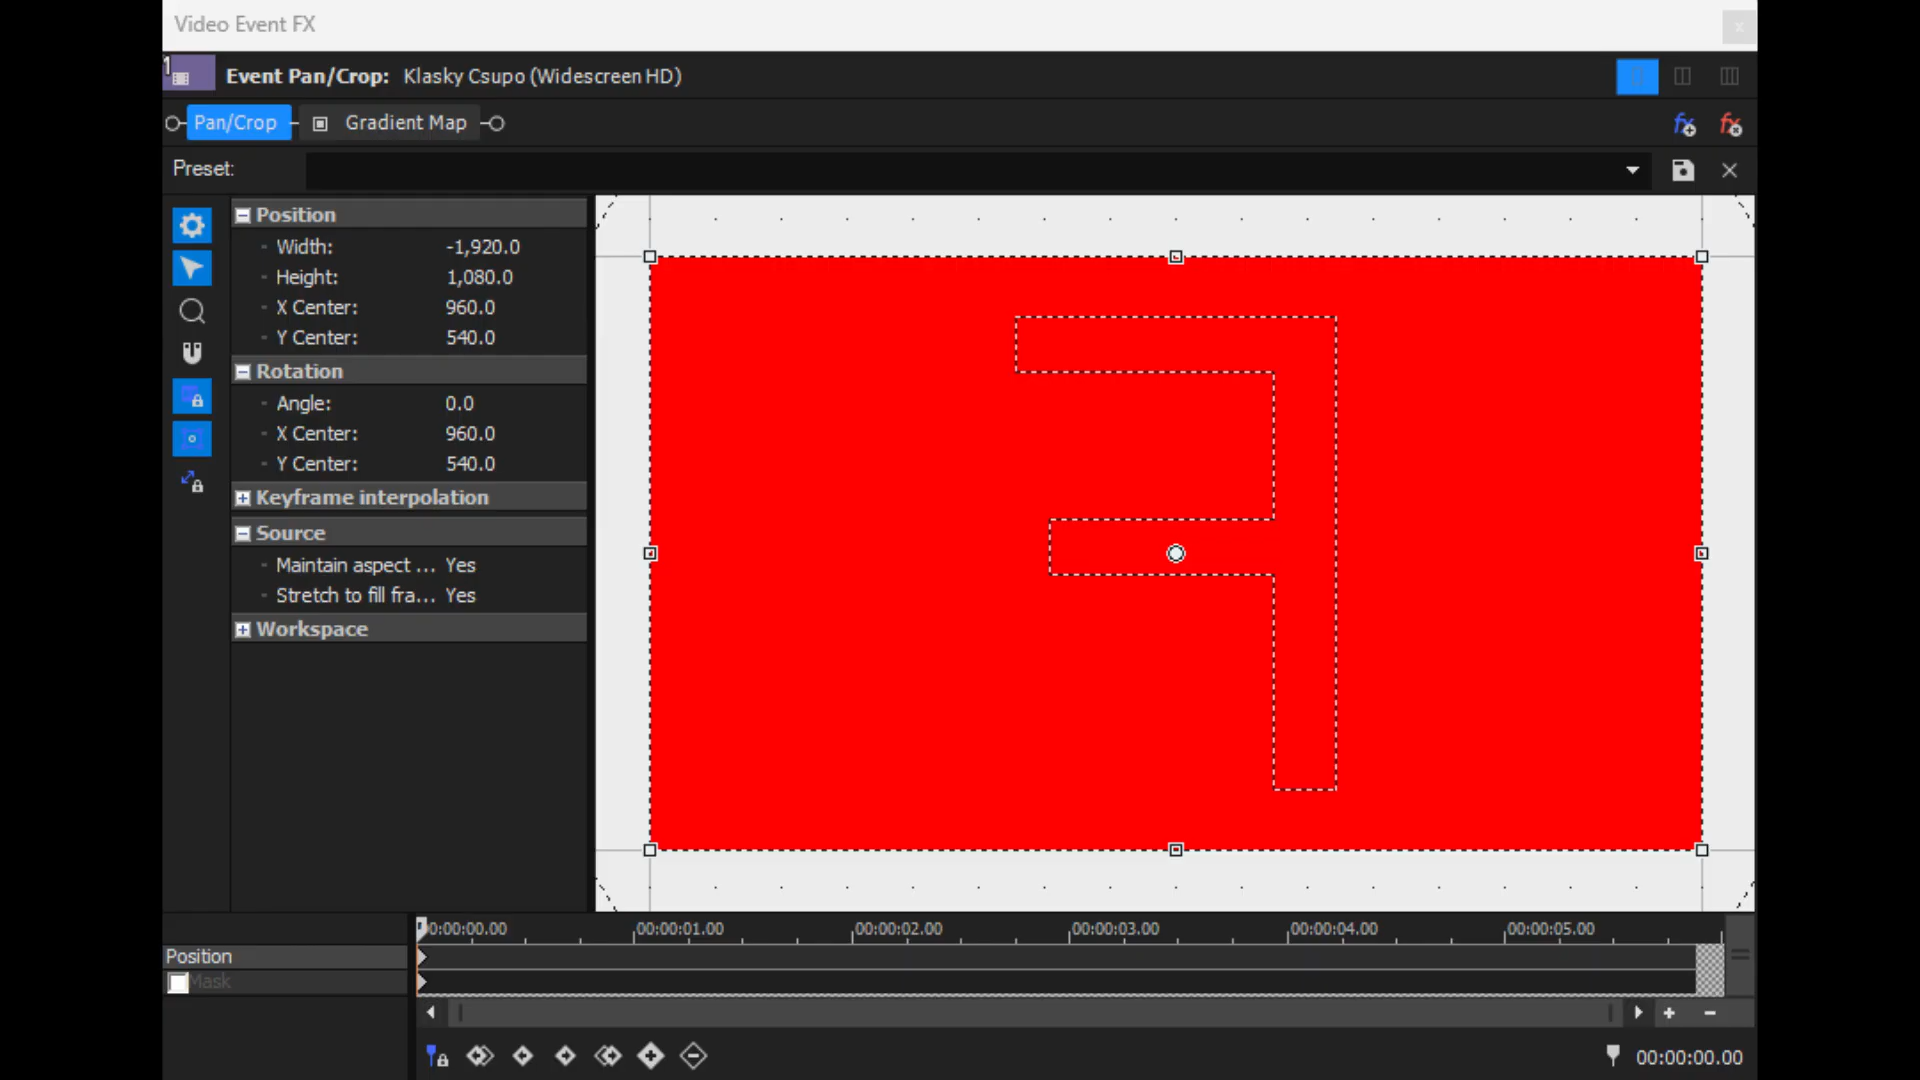 Video Event FX
1
Event Pan/Crop: Klasky Csupo (Widescreen HD)
Pan/Crop Gradient Map
Preset:
Position
Width: -1,920.0
Height: 1,080.0
X Center: 960.0
Y Center: 540.0
Rotation
Angle: 0.0
X Center: 960.0
Y Center: 540.0
Keyframe interpolation
Source
Maintain aspect ... Yes
Stretch to fill fra... Yes
Workspace
0:00:00.00 00:00:01.00 00:00:02.00 00:00:03.00 00:00:04.00 00:00:05.00
Position
Mask
00:00:00.00